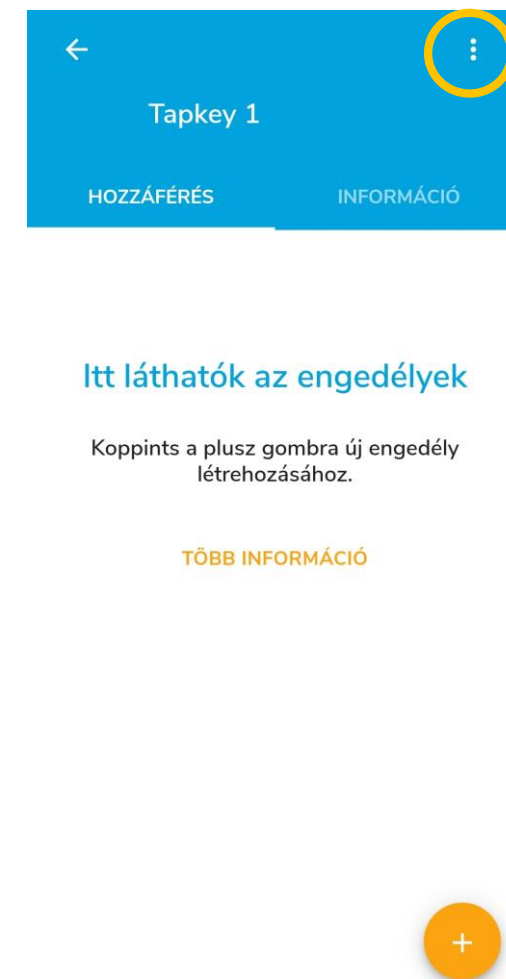 Tapkey 1
HOZZÁFÉRÉS
INFORMÁCIÓ
Itt láthatók az engedélyek
Koppints a plusz gombra új engedély
létrehozásához.
TÖBB INFORMÁCIÓ